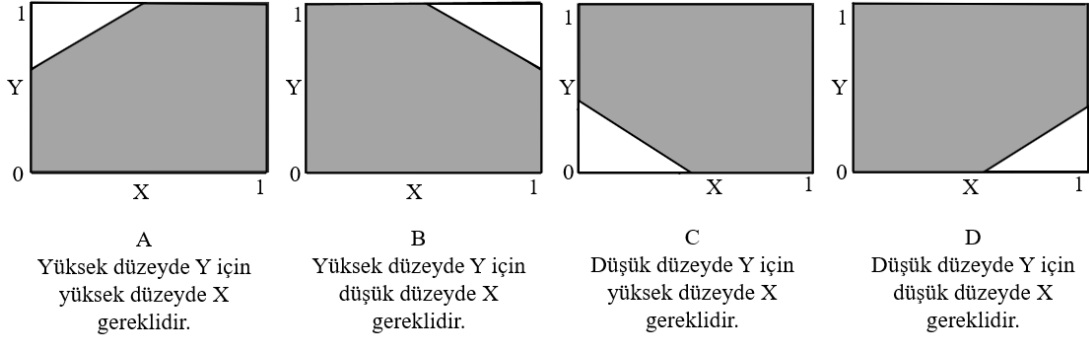 1
Y
0
X
1
A
Yüksek düzeyde Y için
yüksek düzeyde X
gereklidir.
1
Y
0
X
1
B
Yüksek düzeyde Y için
düşük düzeyde X
gereklidir.
1
Y
0
X
1
C
Düşük düzeyde Y için
yüksek düzeyde X
gereklidir.
1
Y
0
X
1
D
Düşük düzeyde Y için
düşük düzeyde X
gereklidir.